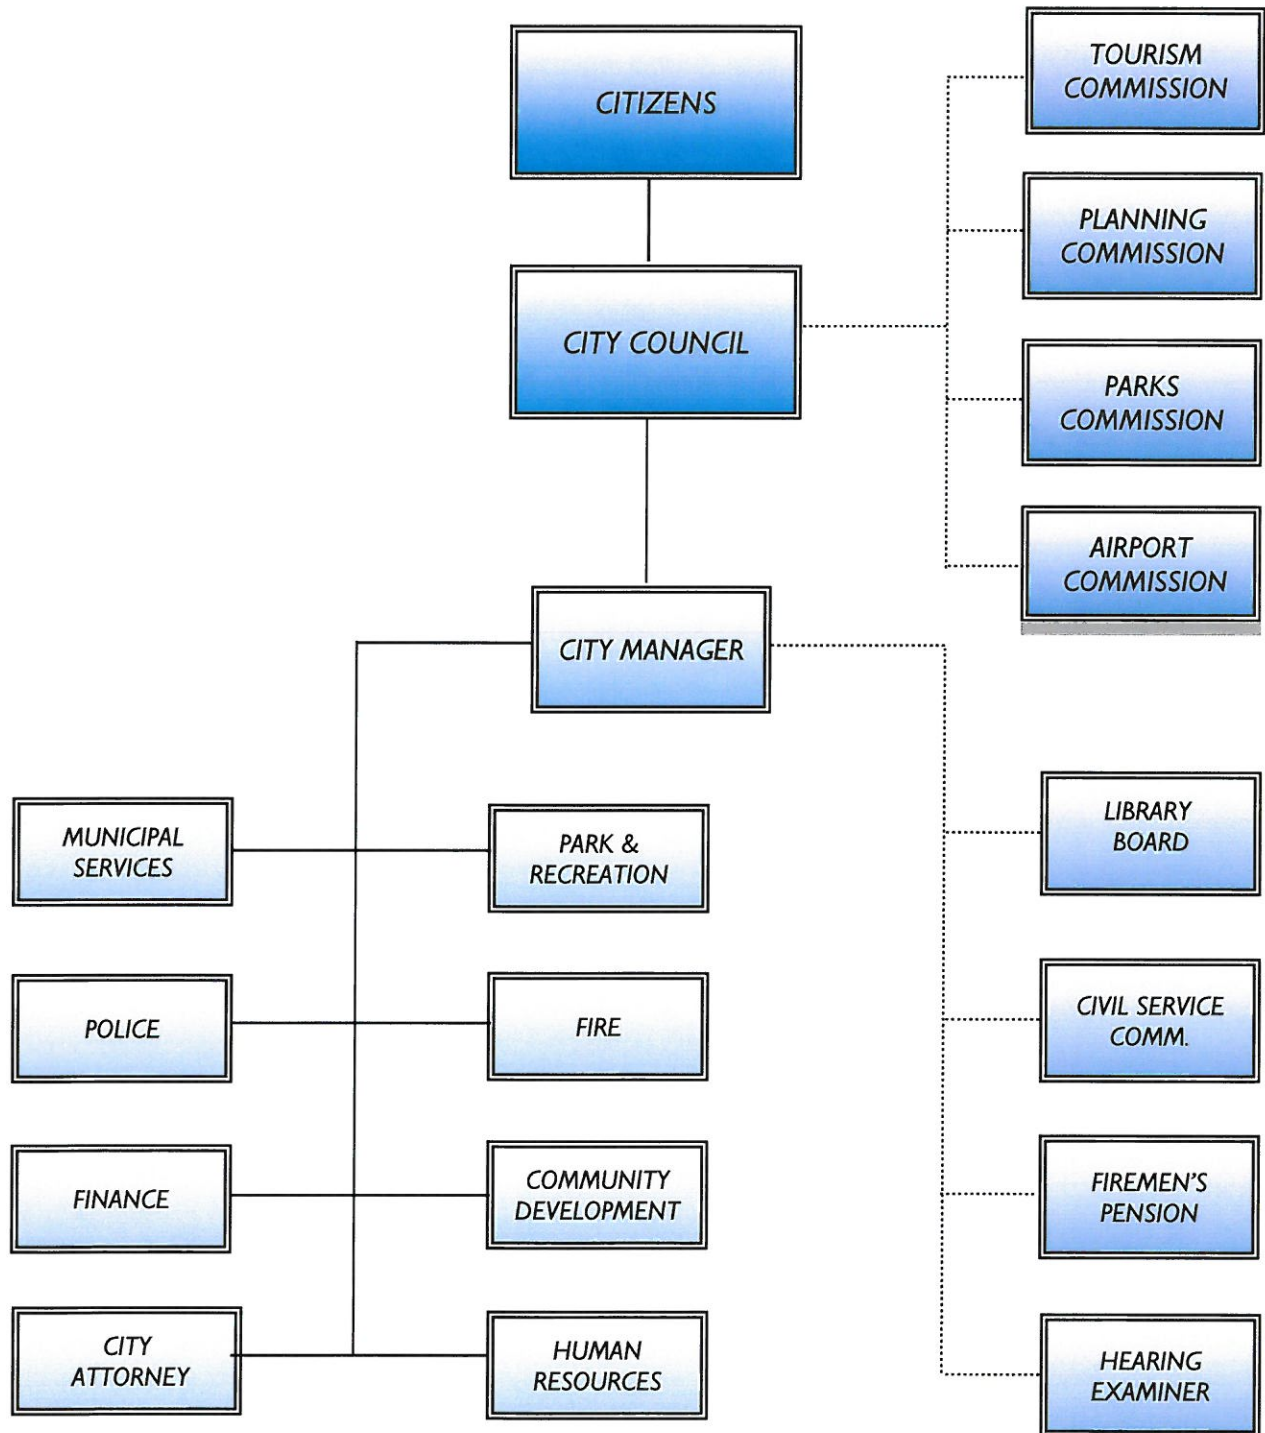 CITIZENS
TOURISM
COMMISSION
PLANNING
COMMISSION
CITY COUNCIL
PARKS
COMMISSION
AIRPORT
COMMISSION
CITY MANAGER
MUNICIPAL
SERVICES
PARK &
RECREATION
LIBRARY
BOARD
POLICE
FIRE
CIVIL SERVICE
COMM.
FINANCE
COMMUNITY
DEVELOPMENT
FIREMEN'S
PENSION
CITY
ATTORNEY
HUMAN
RESOURCES
HEARING
EXAMINER